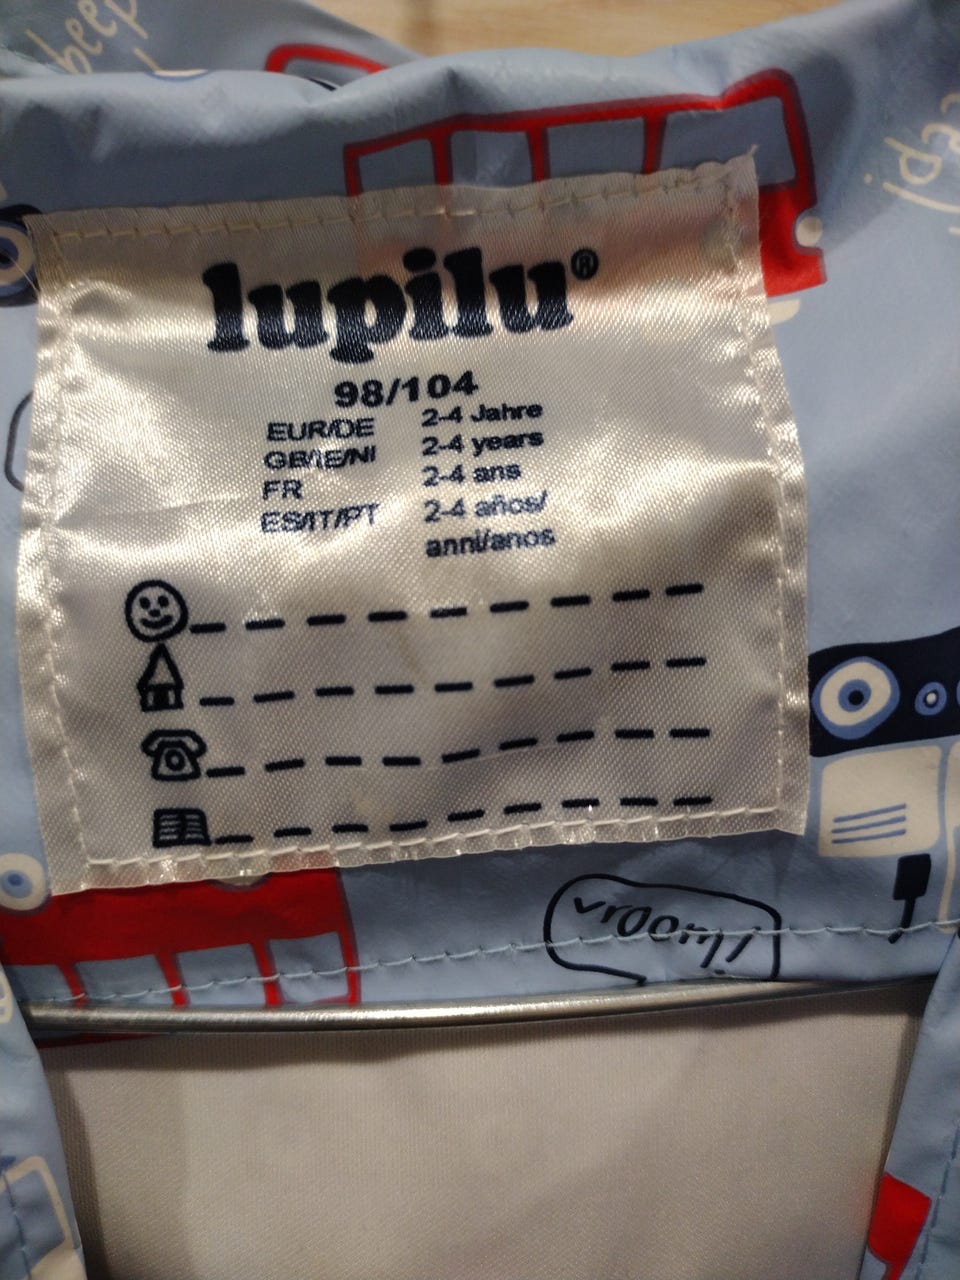 beep
lupilu®
98/104
EUR/DE 2-4 Jahre
GB/IE/NI 2-4 years
FR 2-4 ans
ES/IT/PT 2-4 años/
anni/anos
vroom!